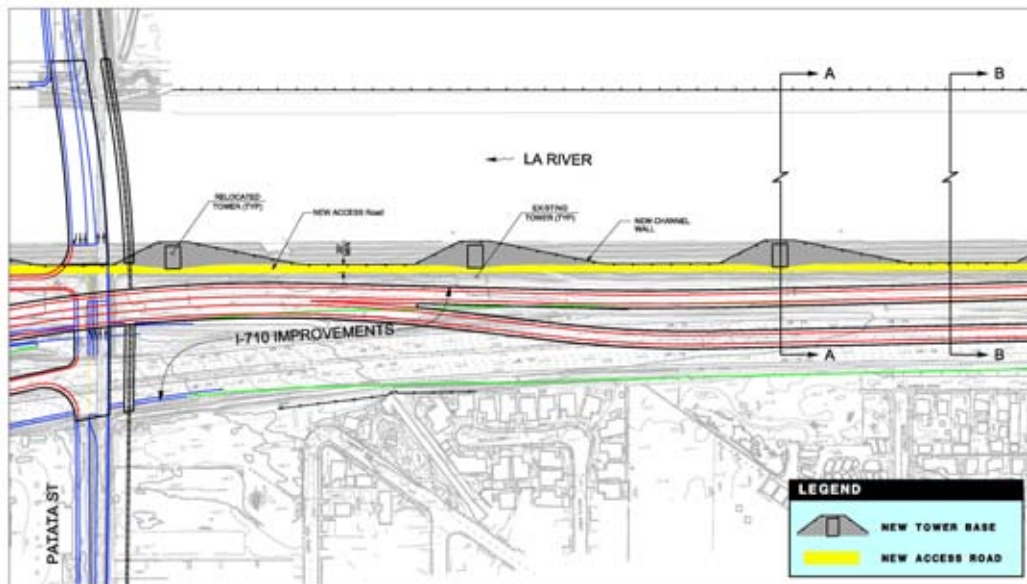 A
B
LA RIVER
RELOCATED
TOWER (TYP)
NEW ACCESS Road
EXISTING
TOWER (TYP)
NEW CHANNEL
WALL
I-710 IMPROVEMENTS
A
B
PATATA ST
LEGEND
NEW TOWER BASE
NEW ACCESS ROAD